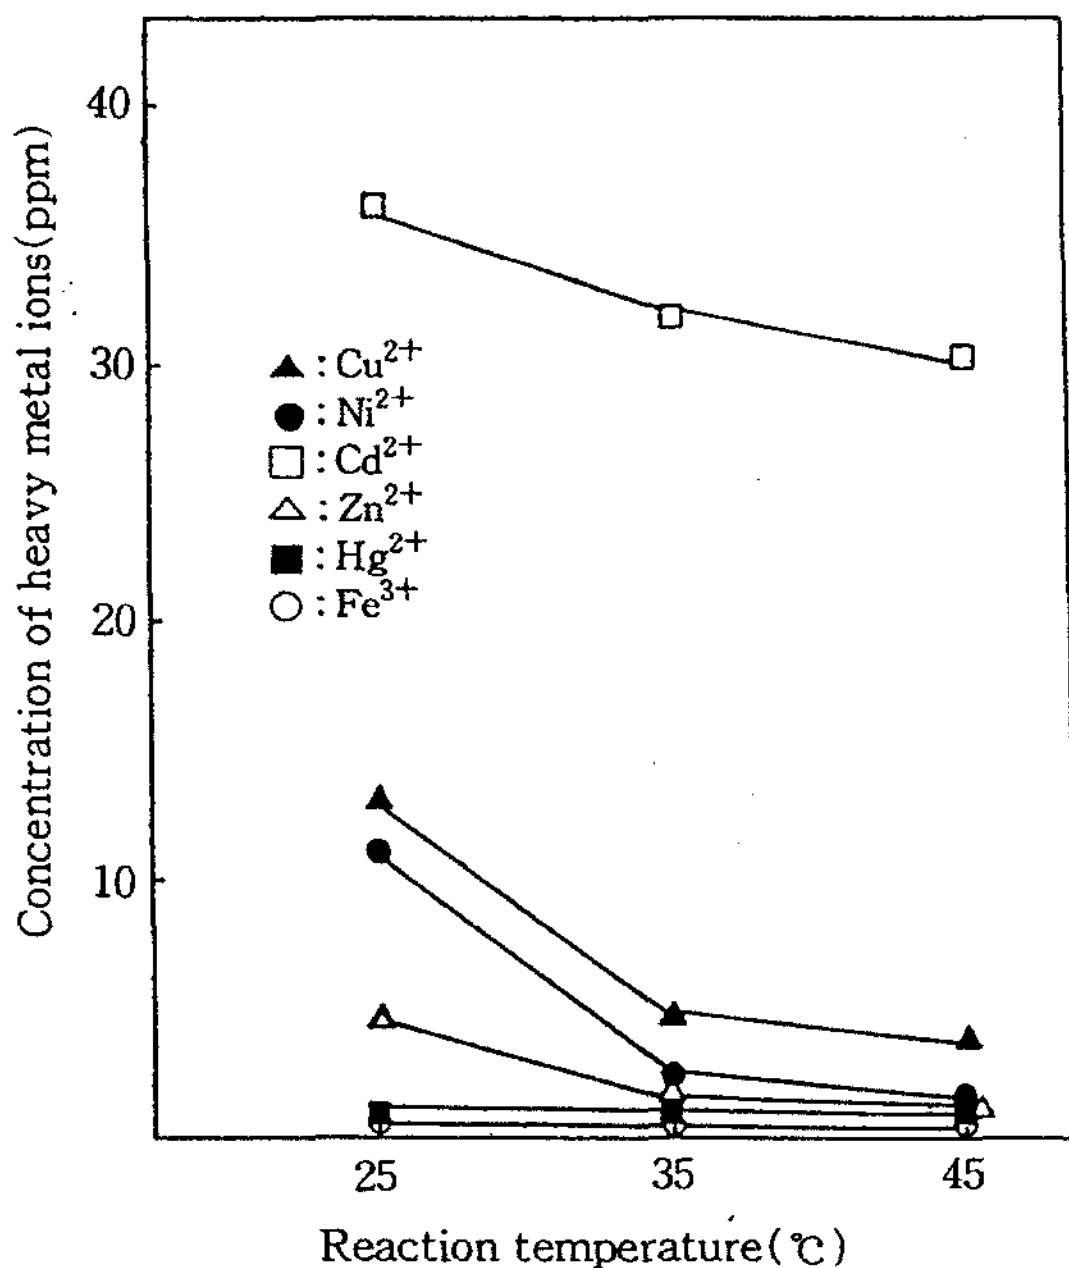 Concentration of heavy metal ions(ppm)
40
30
20
10
▲ : Cu²⁺
● : Ni²⁺
□ : Cd²⁺
△ : Zn²⁺
■ : Hg²⁺
○ : Fe³⁺
25 35 45
Reaction temperature(℃)